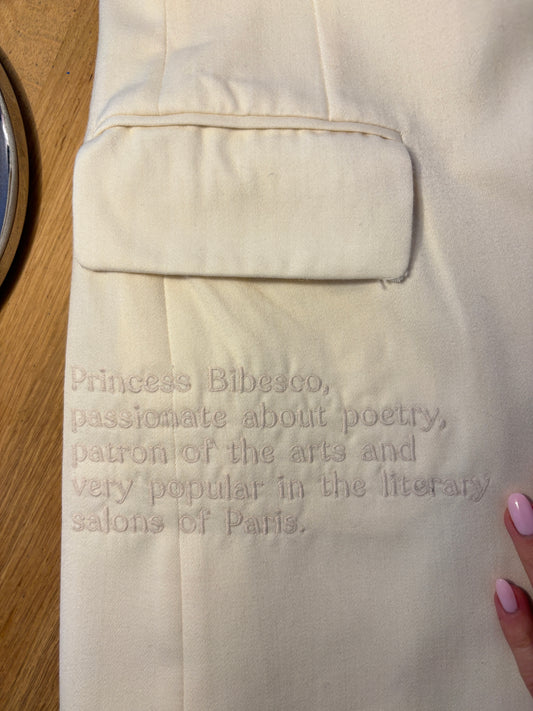 Princess Bibesco,
passionate about poetry,
patron of the arts and
very popular in the literary
salons of Paris.